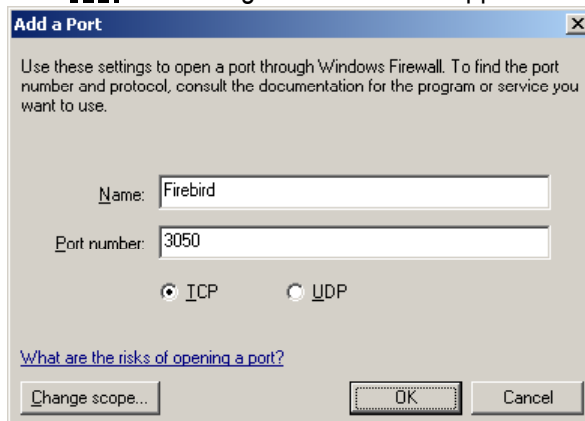 Add a Port
Use these settings to open a port through Windows Firewall. To find the port
number and protocol, consult the documentation for the program or service you
want to use.
Name: Firebird
Port number: 3050
TCP UDP
What are the risks of opening a port?
Change scope... OK Cancel